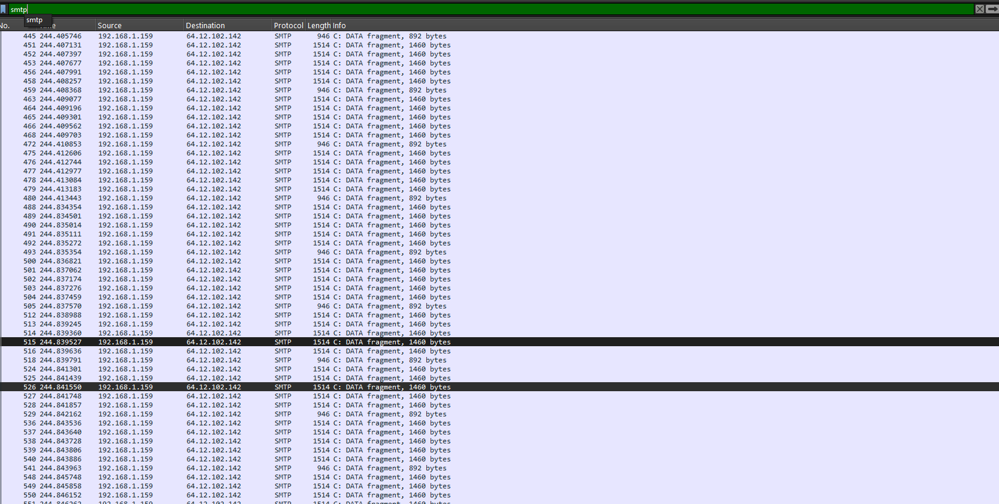 smtp
smtp
No. Time Source Destination Protocol Length Info
445 244.405746 192.168.1.159 64.12.102.142 SMTP 946 C: DATA fragment, 892 bytes
451 244.407131 192.168.1.159 64.12.102.142 SMTP 1514 C: DATA fragment, 1460 bytes
452 244.407397 192.168.1.159 64.12.102.142 SMTP 1514 C: DATA fragment, 1460 bytes
453 244.407677 192.168.1.159 64.12.102.142 SMTP 1514 C: DATA fragment, 1460 bytes
456 244.407991 192.168.1.159 64.12.102.142 SMTP 1514 C: DATA fragment, 1460 bytes
458 244.408257 192.168.1.159 64.12.102.142 SMTP 1514 C: DATA fragment, 1460 bytes
459 244.408368 192.168.1.159 64.12.102.142 SMTP 946 C: DATA fragment, 892 bytes
463 244.409077 192.168.1.159 64.12.102.142 SMTP 1514 C: DATA fragment, 1460 bytes
464 244.409196 192.168.1.159 64.12.102.142 SMTP 1514 C: DATA fragment, 1460 bytes
465 244.409301 192.168.1.159 64.12.102.142 SMTP 1514 C: DATA fragment, 1460 bytes
466 244.409562 192.168.1.159 64.12.102.142 SMTP 1514 C: DATA fragment, 1460 bytes
468 244.409703 192.168.1.159 64.12.102.142 SMTP 1514 C: DATA fragment, 1460 bytes
472 244.410853 192.168.1.159 64.12.102.142 SMTP 946 C: DATA fragment, 892 bytes
475 244.412606 192.168.1.159 64.12.102.142 SMTP 1514 C: DATA fragment, 1460 bytes
476 244.412744 192.168.1.159 64.12.102.142 SMTP 1514 C: DATA fragment, 1460 bytes
477 244.412977 192.168.1.159 64.12.102.142 SMTP 1514 C: DATA fragment, 1460 bytes
478 244.413084 192.168.1.159 64.12.102.142 SMTP 1514 C: DATA fragment, 1460 bytes
479 244.413183 192.168.1.159 64.12.102.142 SMTP 1514 C: DATA fragment, 1460 bytes
480 244.413443 192.168.1.159 64.12.102.142 SMTP 946 C: DATA fragment, 892 bytes
488 244.834354 192.168.1.159 64.12.102.142 SMTP 1514 C: DATA fragment, 1460 bytes
489 244.834501 192.168.1.159 64.12.102.142 SMTP 1514 C: DATA fragment, 1460 bytes
490 244.835014 192.168.1.159 64.12.102.142 SMTP 1514 C: DATA fragment, 1460 bytes
491 244.835111 192.168.1.159 64.12.102.142 SMTP 1514 C: DATA fragment, 1460 bytes
492 244.835272 192.168.1.159 64.12.102.142 SMTP 1514 C: DATA fragment, 1460 bytes
493 244.835354 192.168.1.159 64.12.102.142 SMTP 946 C: DATA fragment, 892 bytes
500 244.836821 192.168.1.159 64.12.102.142 SMTP 1514 C: DATA fragment, 1460 bytes
501 244.837062 192.168.1.159 64.12.102.142 SMTP 1514 C: DATA fragment, 1460 bytes
502 244.837174 192.168.1.159 64.12.102.142 SMTP 1514 C: DATA fragment, 1460 bytes
503 244.837276 192.168.1.159 64.12.102.142 SMTP 1514 C: DATA fragment, 1460 bytes
504 244.837459 192.168.1.159 64.12.102.142 SMTP 1514 C: DATA fragment, 1460 bytes
505 244.837570 192.168.1.159 64.12.102.142 SMTP 946 C: DATA fragment, 892 bytes
512 244.838988 192.168.1.159 64.12.102.142 SMTP 1514 C: DATA fragment, 1460 bytes
513 244.839245 192.168.1.159 64.12.102.142 SMTP 1514 C: DATA fragment, 1460 bytes
514 244.839360 192.168.1.159 64.12.102.142 SMTP 1514 C: DATA fragment, 1460 bytes
515 244.839527 192.168.1.159 64.12.102.142 SMTP 1514 C: DATA fragment, 1460 bytes
516 244.839636 192.168.1.159 64.12.102.142 SMTP 1514 C: DATA fragment, 1460 bytes
518 244.839791 192.168.1.159 64.12.102.142 SMTP 946 C: DATA fragment, 892 bytes
524 244.841301 192.168.1.159 64.12.102.142 SMTP 1514 C: DATA fragment, 1460 bytes
525 244.841439 192.168.1.159 64.12.102.142 SMTP 1514 C: DATA fragment, 1460 bytes
526 244.841550 192.168.1.159 64.12.102.142 SMTP 1514 C: DATA fragment, 1460 bytes
527 244.841748 192.168.1.159 64.12.102.142 SMTP 1514 C: DATA fragment, 1460 bytes
528 244.841857 192.168.1.159 64.12.102.142 SMTP 1514 C: DATA fragment, 1460 bytes
529 244.842162 192.168.1.159 64.12.102.142 SMTP 946 C: DATA fragment, 892 bytes
536 244.843536 192.168.1.159 64.12.102.142 SMTP 1514 C: DATA fragment, 1460 bytes
537 244.843640 192.168.1.159 64.12.102.142 SMTP 1514 C: DATA fragment, 1460 bytes
538 244.843728 192.168.1.159 64.12.102.142 SMTP 1514 C: DATA fragment, 1460 bytes
539 244.843806 192.168.1.159 64.12.102.142 SMTP 1514 C: DATA fragment, 1460 bytes
540 244.843886 192.168.1.159 64.12.102.142 SMTP 1514 C: DATA fragment, 1460 bytes
541 244.843963 192.168.1.159 64.12.102.142 SMTP 946 C: DATA fragment, 892 bytes
548 244.845748 192.168.1.159 64.12.102.142 SMTP 1514 C: DATA fragment, 1460 bytes
549 244.845858 192.168.1.159 64.12.102.142 SMTP 1514 C: DATA fragment, 1460 bytes
550 244.846152 192.168.1.159 64.12.102.142 SMTP 1514 C: DATA fragment, 1460 bytes